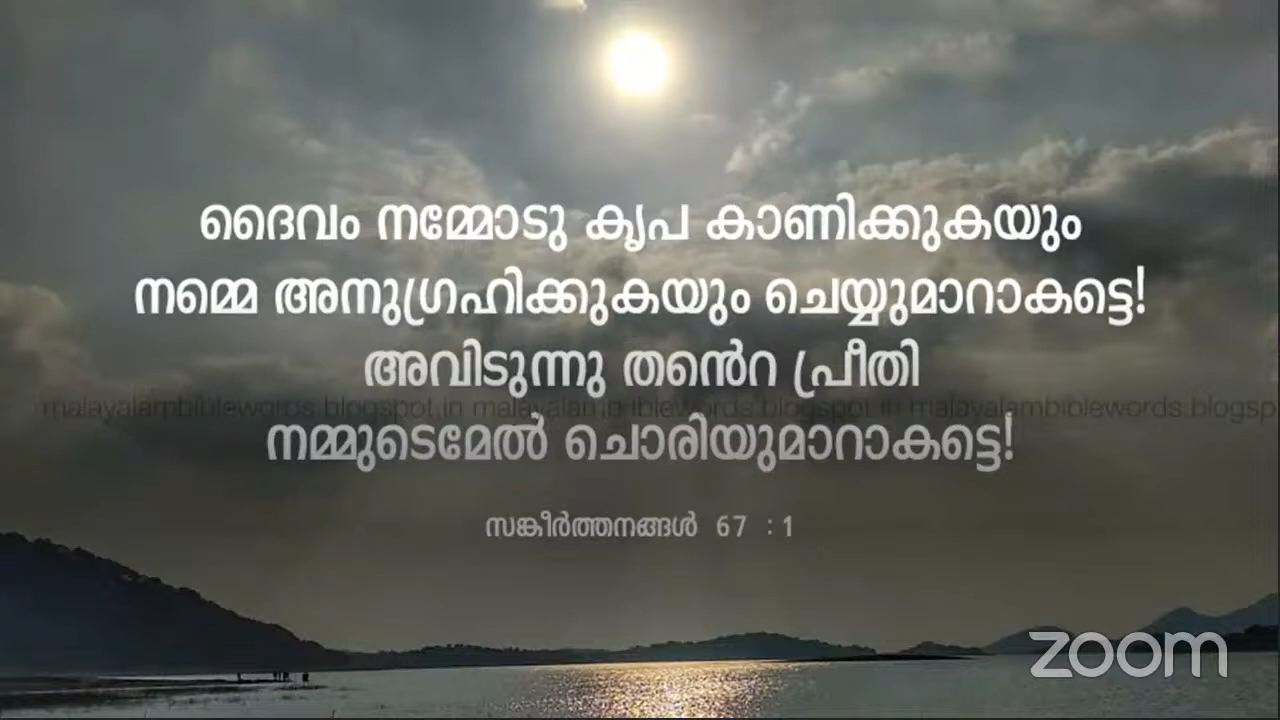 ദൈവം നമ്മോടു കൃപ കാണിക്കുകയും
നമ്മെ അനുഗ്രഹിക്കുകയും ചെയ്യുമാറാകട്ടെ!
അവിടുന്നു തൻെറ പ്രീതി
malayalambiblewords.blogspot.in malayalambiblewords.blogspot.in malayalambiblewords.blogsp
നമ്മുടെമേൽ ചൊരിയുമാറാകട്ടെ!
സങ്കീർത്തനങ്ങൾ 67 : 1
zoom